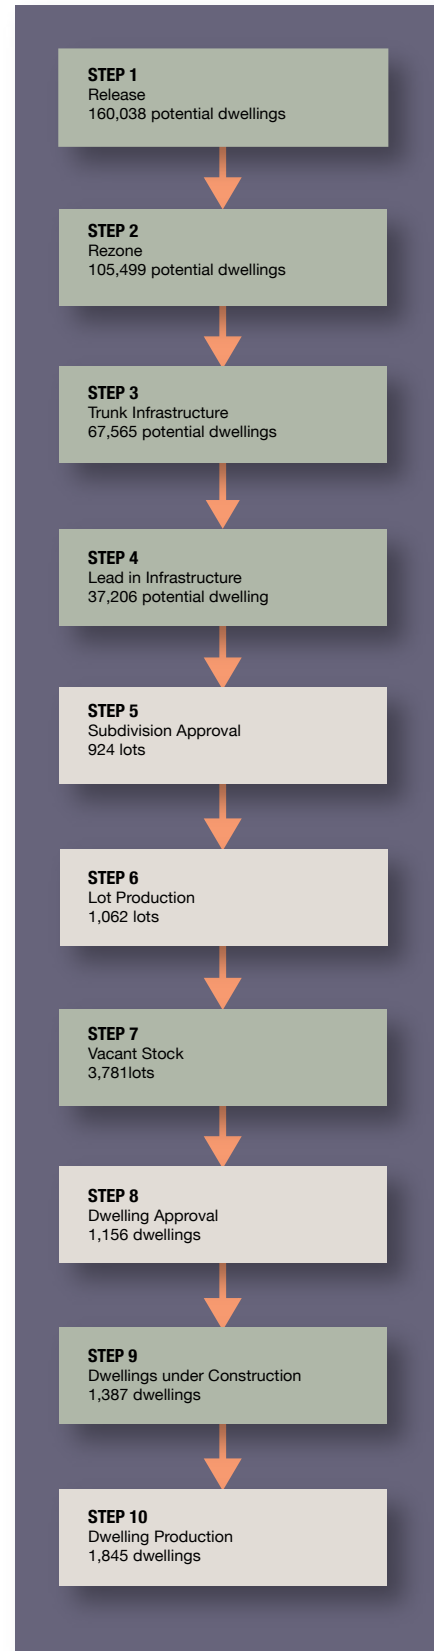 STEP 1
Release
160,038 potential dwellings
STEP 2
Rezone
105,499 potential dwellings
STEP 3
Trunk Infrastructure
67,565 potential dwellings
STEP 4
Lead in Infrastructure
37,206 potential dwelling
STEP 5
Subdivision Approval
924 lots
STEP 6
Lot Production
1,062 lots
STEP 7
Vacant Stock
3,781lots
STEP 8
Dwelling Approval
1,156 dwellings
STEP 9
Dwellings under Construction
1,387 dwellings
STEP 10
Dwelling Production
1,845 dwellings